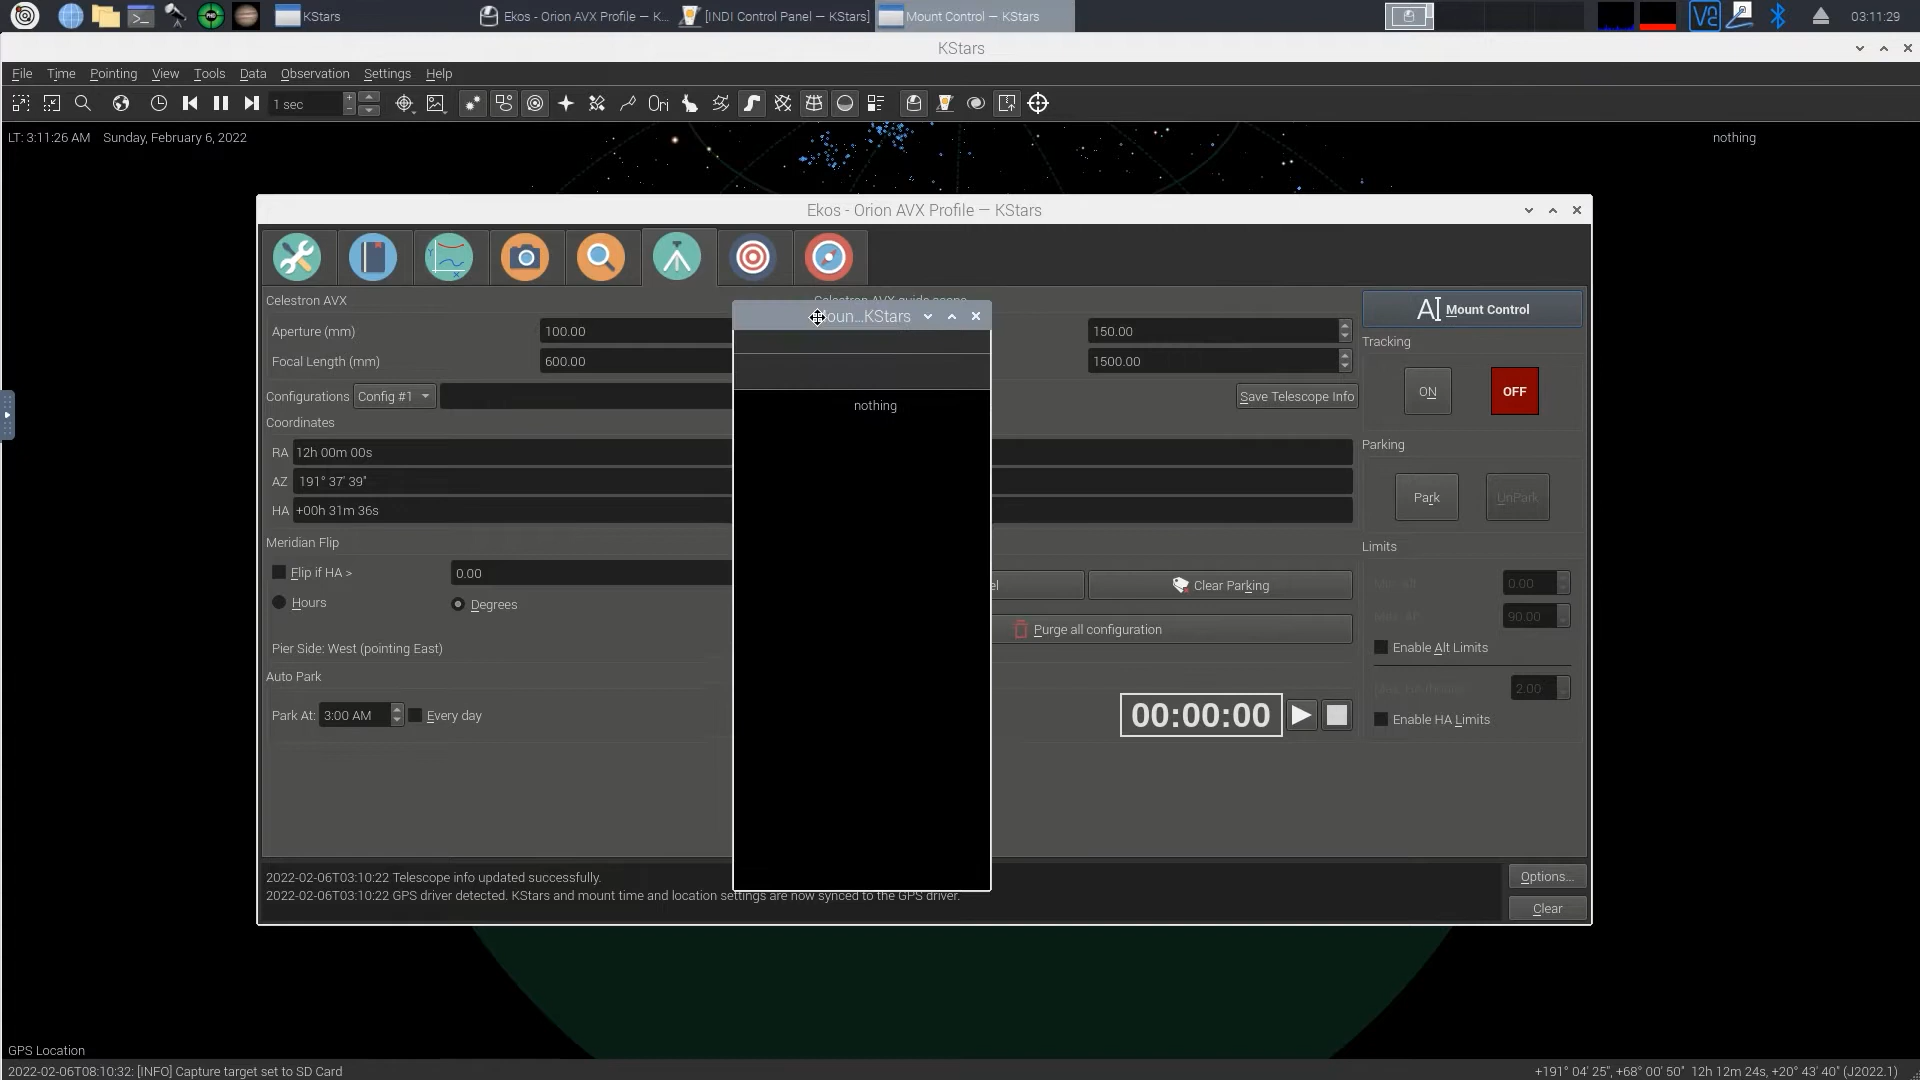 KStars
Ekos - Orion AVX Profile — K...
[INDI Control Panel — KStars]
Mount Control — KStars
03:11:29
KStars
File Time Pointing View Tools Data Observation Settings Help
1 sec
Ori
LT: 3:11:26 AM Sunday, February 6, 2022
nothing
Ekos - Orion AVX Profile — KStars
Celestron AVX
Celestron AVX guide scope
Mount Control
Aperture (mm)
100.00
150.00
Focal Length (mm)
600.00
1500.00
...KStars
nothing
Tracking
ON
OFF
Configurations
Config #1
Save Telescope Info
Coordinates
RA 12h 00m 00s
AZ 191° 37' 39"
HA +00h 31m 36s
Parking
Park
UnPark
Meridian Flip
Flip if HA >
0.00
Hours
Degrees
Pier Side: West (pointing East)
Clear Parking
Purge all configuration
Limits
0.00
90.00
Enable Alt Limits
2.00
Enable HA Limits
Auto Park
Park At: 3:00 AM
Every day
00:00:00
2022-02-06T03:10:22 Telescope info updated successfully.
2022-02-06T03:10:22 GPS driver detected. KStars and mount time and location settings are now synced to the GPS driver.
Options...
Clear
GPS Location
2022-02-06T08:10:32: [INFO] Capture target set to SD Card
+191° 04' 25", +68° 00' 50" 12h 12m 24s, +20° 43' 40" (J2022.1)